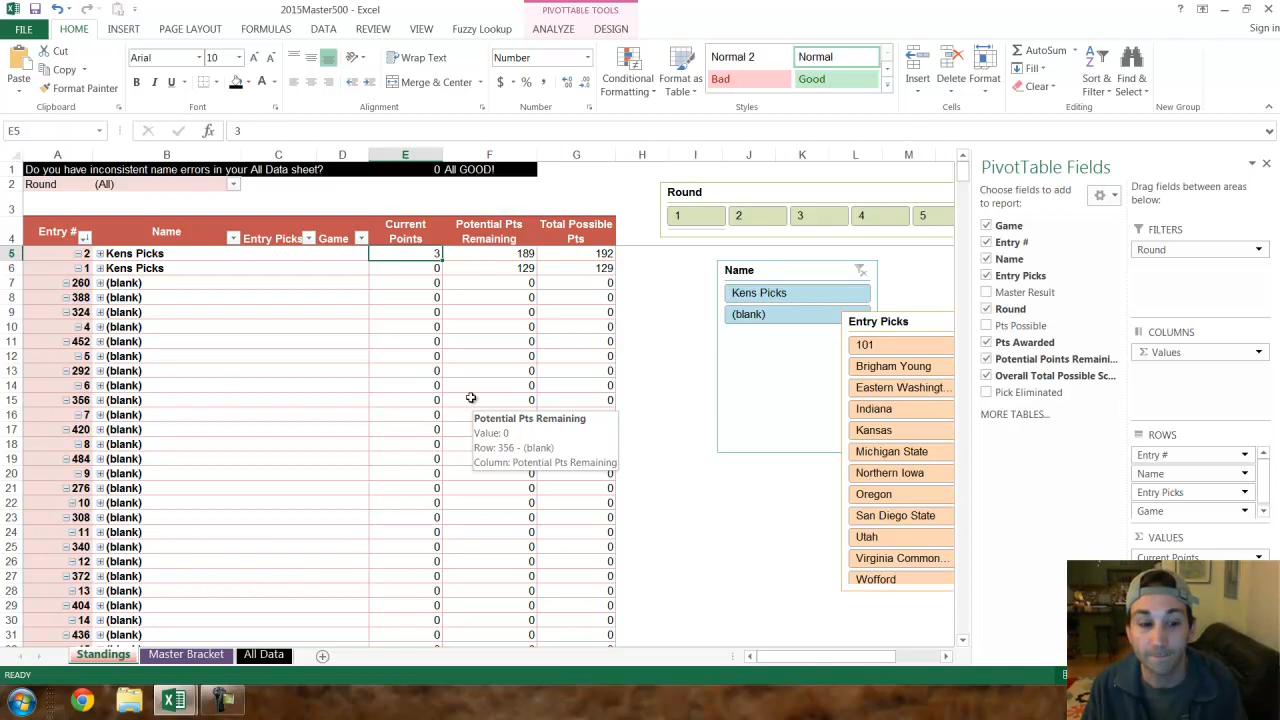 2015Master500 - Excel
PIVOTTABLE TOOLS
?
FILE
HOME
INSERT
PAGE LAYOUT
FORMULAS
DATA
REVIEW
VIEW
Fuzzy Lookup
ANALYZE
DESIGN
Sign in
Paste
Cut
Copy
Format Painter
Clipboard
Arial
10
B
I
U
Font
Wrap Text
Merge & Center
Alignment
Number
$ % ,
Number
Conditional Formatting
Format as Table
Normal 2
Normal
Bad
Good
Styles
Insert
Delete
Format
Cells
AutoSum
Fill
Clear
Sort & Filter
Find & Select
Editing
New Group
E5
fx
3
A B C D E F G H I J K L M
1 Do you have inconsistent name errors in your All Data sheet? 0 All GOOD!
2 Round (All)
3
4 Entry # Name Entry Picks Game Current Points Potential Pts Remaining Total Possible Pts
5 2 Kens Picks 3 189 192
6 1 Kens Picks 0 129 129
7 260 (blank) 0 0 0
8 388 (blank) 0 0 0
9 324 (blank) 0 0 0
10 4 (blank) 0 0 0
11 452 (blank) 0 0 0
12 5 (blank) 0 0 0
13 292 (blank) 0 0 0
14 6 (blank) 0 0 0
15 356 (blank) 0 0 0
16 7 (blank) 0
17 420 (blank) 0
18 8 (blank) 0
19 484 (blank) 0
20 9 (blank) 0 0 0
21 276 (blank) 0 0 0
22 10 (blank) 0 0 0
23 308 (blank) 0 0 0
24 11 (blank) 0 0 0
25 340 (blank) 0 0 0
26 12 (blank) 0 0 0
27 372 (blank) 0 0 0
28 13 (blank) 0 0 0
29 404 (blank) 0 0 0
30 14 (blank) 0 0 0
31 436 (blank) 0 0 0
Potential Pts Remaining
Value: 0
Row: 356 - (blank)
Column: Potential Pts Remaining
Round
1 2 3 4 5
Name
Kens Picks
(blank)
Entry Picks
101
Brigham Young
Eastern Washingt...
Indiana
Kansas
Michigan State
Northern Iowa
Oregon
San Diego State
Utah
Virginia Common...
Wofford
PivotTable Fields
Choose fields to add to report:
Game
Entry #
Name
Entry Picks
Master Result
Round
Pts Possible
Pts Awarded
Potential Points Remaini...
Overall Total Possible Sc...
Pick Eliminated
MORE TABLES...
Drag fields between areas below:
FILTERS
Round
COLUMNS
Σ Values
ROWS
Entry #
Name
Entry Picks
Game
Σ VALUES
Current Points
Standings
Master Bracket
All Data
READY